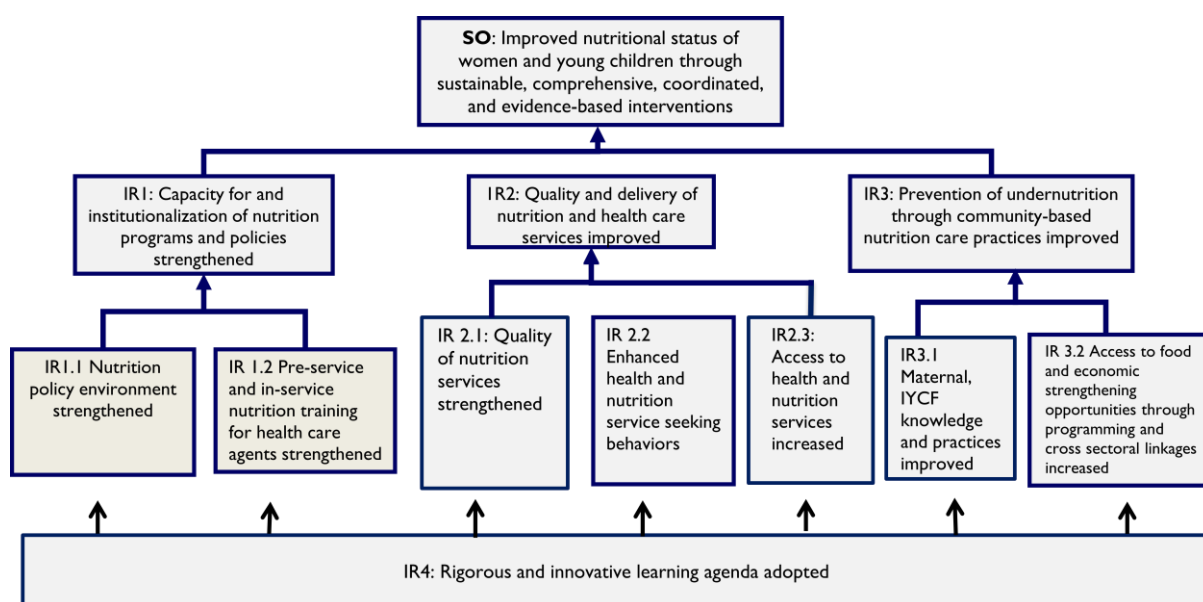 SO: Improved nutritional status of
women and young children through
sustainable, comprehensive, coordinated,
and evidence-based interventions
IR1: Capacity for and
institutionalization of nutrition
programs and policies
strengthened
1R2: Quality and delivery of
nutrition and health care
services improved
IR3: Prevention of undernutrition
through community-based
nutrition care practices improved
IR1.1 Nutrition
policy environment
strengthened
IR 1.2 Pre-service
and in-service
nutrition training
for health care
agents strengthened
IR 2.1: Quality
of nutrition
services
strengthened
IR 2.2
Enhanced
health and
nutrition
service seeking
behaviors
IR2.3:
Access to
health and
nutrition
services
increased
IR3.1
Maternal,
IYCF
knowledge
and practices
improved
IR 3.2 Access to food
and economic
strengthening
opportunities through
programming and
cross sectoral linkages
increased
IR4: Rigorous and innovative learning agenda adopted